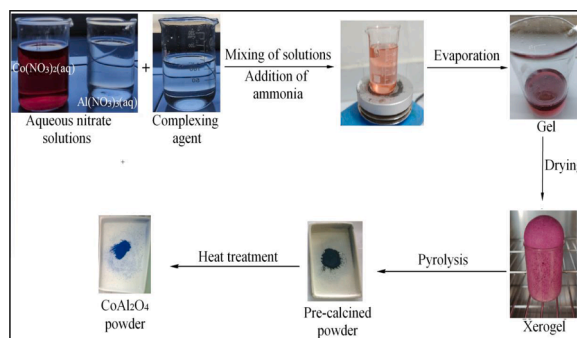 Co(NO3)2(aq)
Al(NO3)3(aq)
+
Aqueous nitrate
solutions
Complexing
agent
Mixing of solutions
Addition of
ammonia
Evaporation
Gel
Drying
Xerogel
Pyrolysis
Pre-calcined
powder
Heat treatment
CoAl2O4
powder